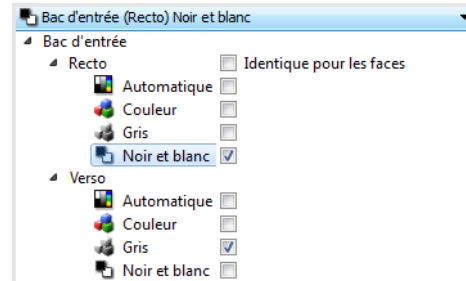 Bac d'entrée (Recto) Noir et blanc
Bac d'entrée
Recto Identique pour les faces
Automatique
Couleur
Gris
Noir et blanc
Verso
Automatique
Couleur
Gris
Noir et blanc